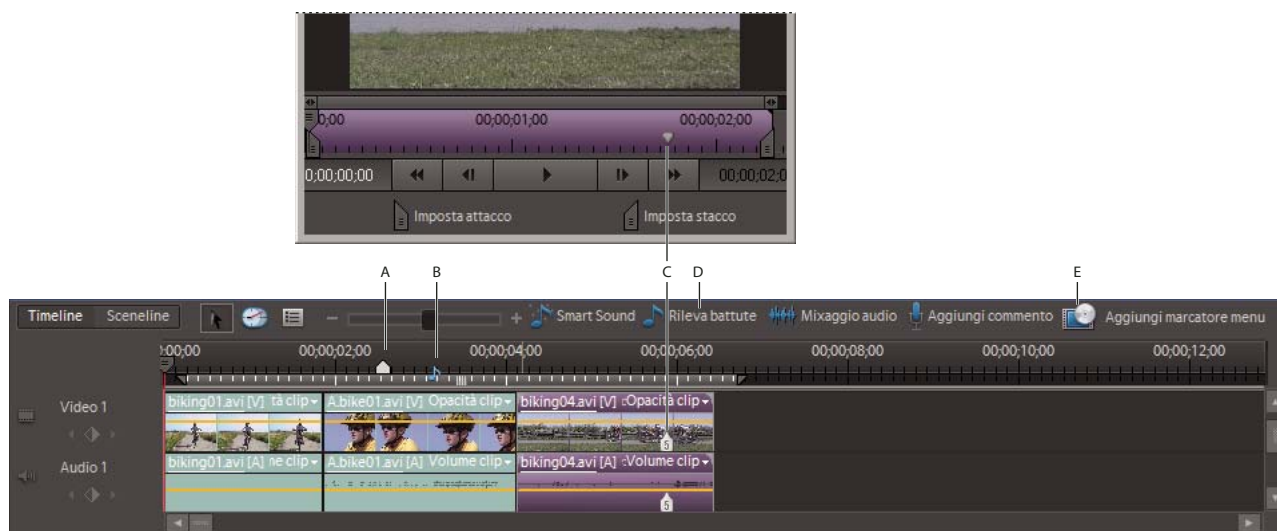 0;00 00;00;01;00 00;00;02;00
0;00;00;00 00;00;02;0
Imposta attacco Imposta stacco
A B C D E
Timeline Sceneline Smart Sound Rileva battute Mixaggio audio Aggiungi commento Aggiungi marcatore menu
;00;00 00;00;02;00 00;00;04;00 00;00;06;00 00;00;08;00 00;00;10;00 00;00;12;00
Video 1 biking01.avi [V] tà clip A.bike01.avi [V] Opacità clip biking04.avi [V] :Opacità clip
5
Audio 1 biking01.avi [A] ne clip A.bike01.avi [A] Volume clip biking04.avi [A] :Volume clip
5